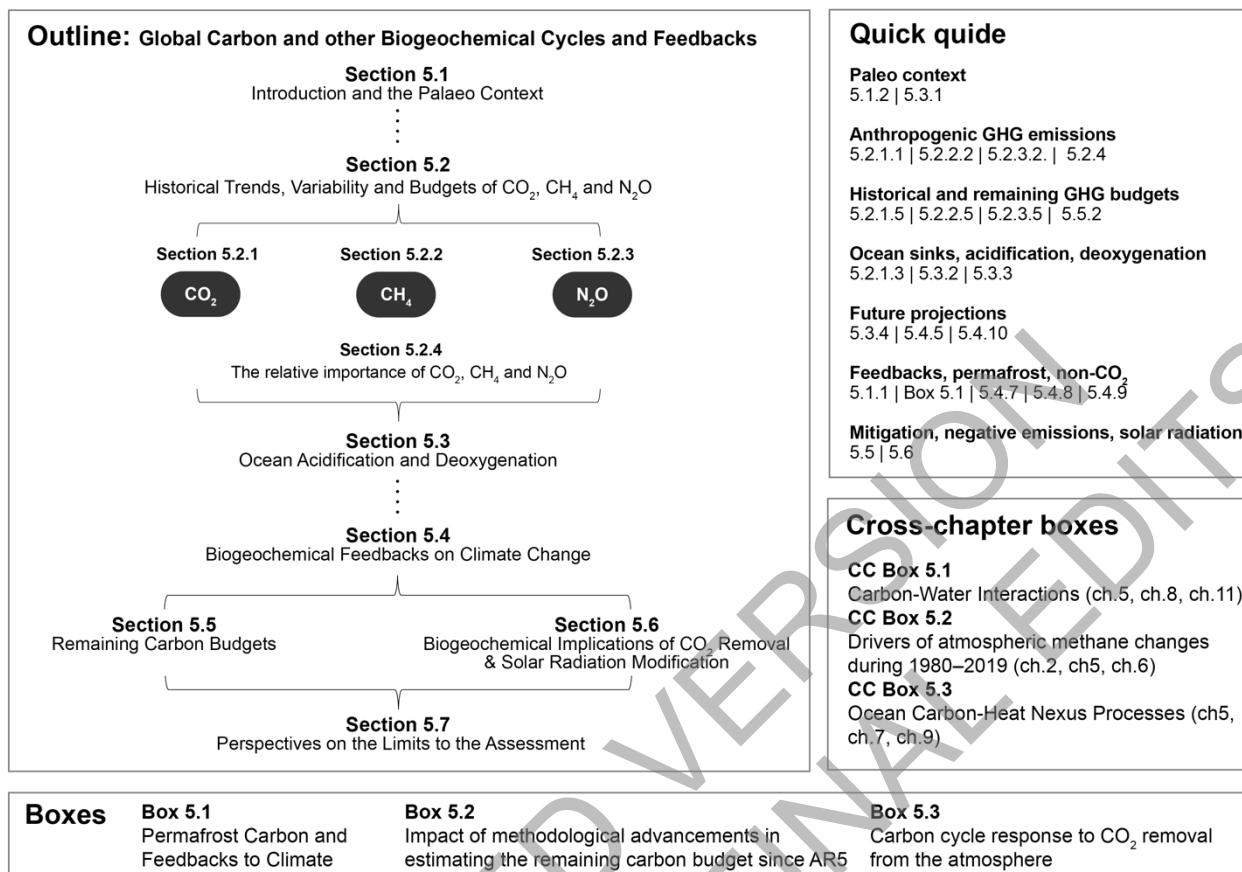 Outline: Global Carbon and other Biogeochemical Cycles and Feedbacks
Section 5.1
Introduction and the Palaeo Context
Section 5.2
Historical Trends, Variability and Budgets of CO₂, CH₄ and N₂O
Section 5.2.1
CO₂
Section 5.2.2
CH₄
Section 5.2.3
N₂O
Section 5.2.4
The relative importance of CO₂, CH₄ and N₂O
Section 5.3
Ocean Acidification and Deoxygenation
Section 5.4
Biogeochemical Feedbacks on Climate Change
Section 5.5
Remaining Carbon Budgets
Section 5.6
Biogeochemical Implications of CO₂ Removal
& Solar Radiation Modification
Section 5.7
Perspectives on the Limits to the Assessment
Quick quide
Paleo context
5.1.2 | 5.3.1
Anthropogenic GHG emissions
5.2.1.1 | 5.2.2.2 | 5.2.3.2. | 5.2.4
Historical and remaining GHG budgets
5.2.1.5 | 5.2.2.5 | 5.2.3.5 | 5.5.2
Ocean sinks, acidification, deoxygenation
5.2.1.3 | 5.3.2 | 5.3.3
Future projections
5.3.4 | 5.4.5 | 5.4.10
Feedbacks, permafrost, non-CO₂
5.1.1 | Box 5.1 | 5.4.7 | 5.4.8 | 5.4.9
Mitigation, negative emissions, solar radiation
5.5 | 5.6
Cross-chapter boxes
CC Box 5.1
Carbon-Water Interactions (ch.5, ch.8, ch.11)
CC Box 5.2
Drivers of atmospheric methane changes
during 1980–2019 (ch.2, ch5, ch.6)
CC Box 5.3
Ocean Carbon-Heat Nexus Processes (ch5,
ch.7, ch.9)
Boxes
Box 5.1
Permafrost Carbon and
Feedbacks to Climate
Box 5.2
Impact of methodological advancements in
estimating the remaining carbon budget since AR5
Box 5.3
Carbon cycle response to CO₂ removal
from the atmosphere
VERSION
EDITS